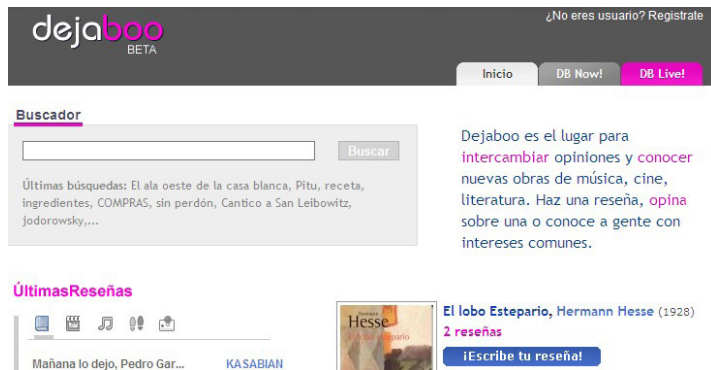 ¿No eres usuario? Registrate
dejaboo
BETA
Inicio
DB Now!
DB Live!
Buscador
Buscar
Últimas búsquedas: El ala oeste de la casa blanca, Pitu, receta,
ingredientes, COMPRAS, sin perdón, Cantico a San Leibowitz,
jodorowsky,...
Dejaboo es el lugar para
intercambiar opiniones y conocer
nuevas obras de música, cine,
literatura. Haz una reseña, opina
sobre una o conoce a gente con
intereses comunes.
ÚltimasReseñas
Mañana lo dejo, Pedro Gar...
KASABIAN
Hermann
Hesse
El lobo estepario
El lobo Estepario, Hermann Hesse (1928)
2 reseñas
¡Escribe tu reseña!